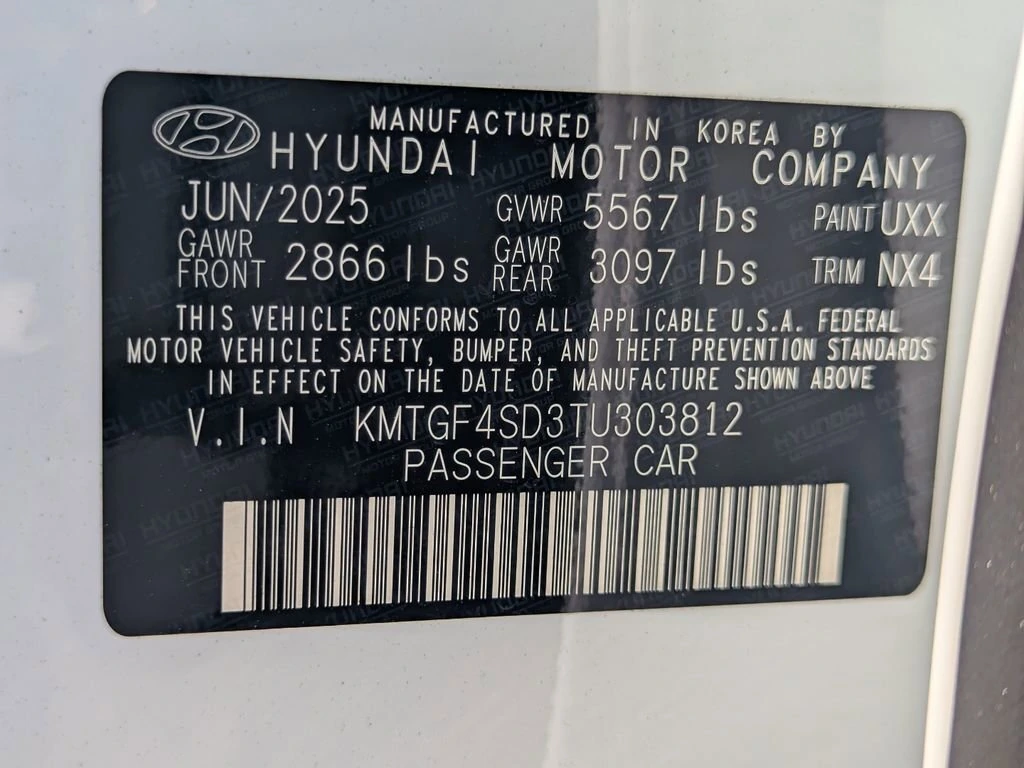 MANUFACTURED IN KOREA BY
HYUNDAI MOTOR COMPANY
JUN/2025 GVWR 5567 lbs PAINT UXX
GAWR FRONT 2866 lbs GAWR REAR 3097 lbs TRIM NX4
THIS VEHICLE CONFORMS TO ALL APPLICABLE U.S.A. FEDERAL
MOTOR VEHICLE SAFETY, BUMPER, AND THEFT PREVENTION STANDARDS
IN EFFECT ON THE DATE OF MANUFACTURE SHOWN ABOVE
V.I.N KMTGF4SD3TU303812
PASSENGER CAR